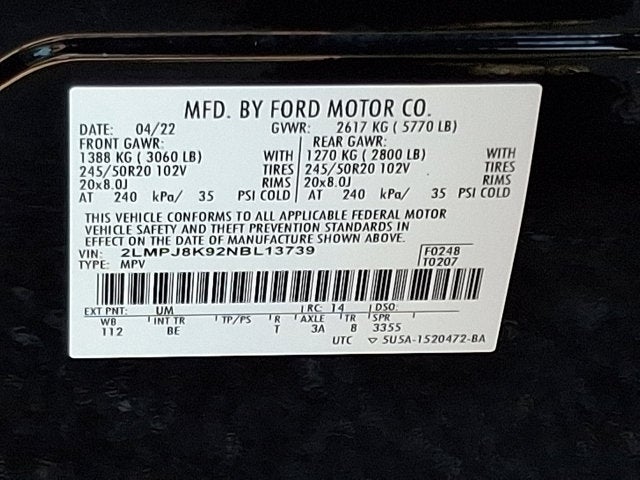 MFD. BY FORD MOTOR CO.
DATE: 04/22 GVWR: 2617 KG ( 5770 LB)
FRONT GAWR: REAR GAWR:
1388 KG ( 3060 LB) WITH 1270 KG ( 2800 LB) WITH
245/50R20 102V TIRES 245/50R20 102V TIRES
20x8.0J RIMS 20x8.0J RIMS
AT 240 kPa/ 35 PSI COLD AT 240 kPa/ 35 PSI COLD
THIS VEHICLE CONFORMS TO ALL APPLICABLE FEDERAL MOTOR
VEHICLE SAFETY AND THEFT PREVENTION STANDARDS IN
EFFECT ON THE DATE OF MANUFACTURE SHOWN ABOVE.
VIN: 2LMPJ8K92NBL13739 F0248
TYPE: MPV T0207
EXT PNT: UM RC: 14 DSO:
WB INT TR TP/PS R AXLE TR SPR
112 BE T 3A 8 3355
UTC ▽ 5U5A-1520472-BA